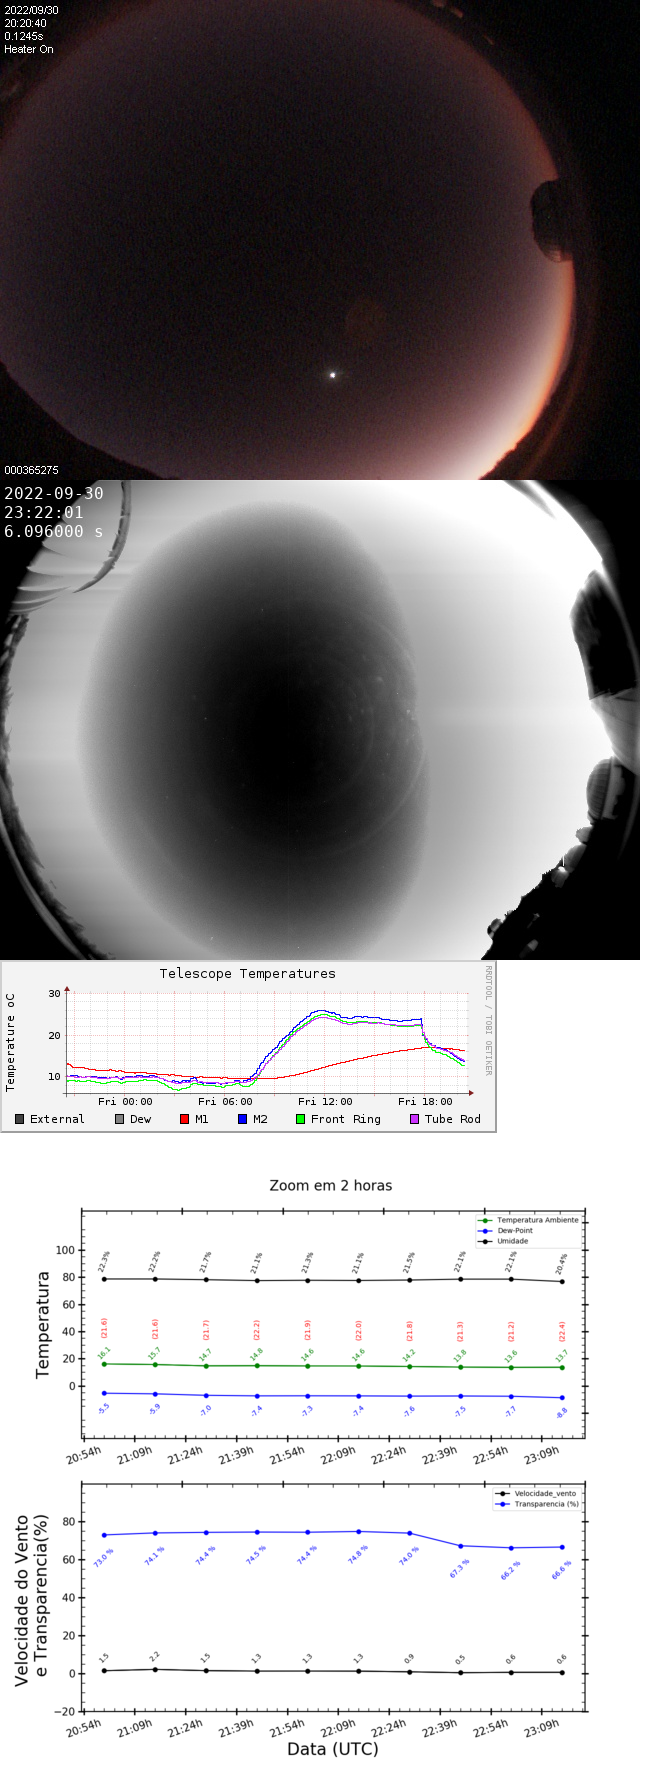 2022/09/30
20:20:40
0.1245s
Heater On
000365275
2022-09-30
23:22:01
6.096000 s
Telescope Temperatures
RRDTOOL / TOBI OETIKER
Temperature oC
30
20
10
Fri 00:00 Fri 06:00 Fri 12:00 Fri 18:00
External Dew M1 M2 Front Ring Tube Rod
Zoom em 2 horas
Temperatura Ambiente
Dew-Point
Umidade
Temperatura
100
80
60
40
20
0
22.3% 22.2% 21.7% 21.1% 21.3% 21.1% 21.5% 22.1% 22.1% 20.4%
(21.6) (21.6) (21.7) (22.2) (21.9) (22.0) (21.8) (21.3) (21.2) (22.4)
16.1 15.7 14.7 14.8 14.6 14.6 14.2 13.8 13.6 13.7
-5.5 -5.9 -7.0 -7.4 -7.3 -7.4 -7.6 -7.5 -7.7 -8.8
20:54h 21:09h 21:24h 21:39h 21:54h 22:09h 22:24h 22:39h 22:54h 23:09h
Velocidade_vento
Transparencia (%)
Velocidade do Vento
e Transparencia(%)
80
60
40
20
0
−20
73.0 % 74.1 % 74.4 % 74.5 % 74.4 % 74.8 % 74.0 % 67.3 % 66.2 % 66.6 %
1.5 2.2 1.5 1.3 1.3 1.3 0.9 0.5 0.6 0.6
20:54h 21:09h 21:24h 21:39h 21:54h 22:09h 22:24h 22:39h 22:54h 23:09h
Data (UTC)